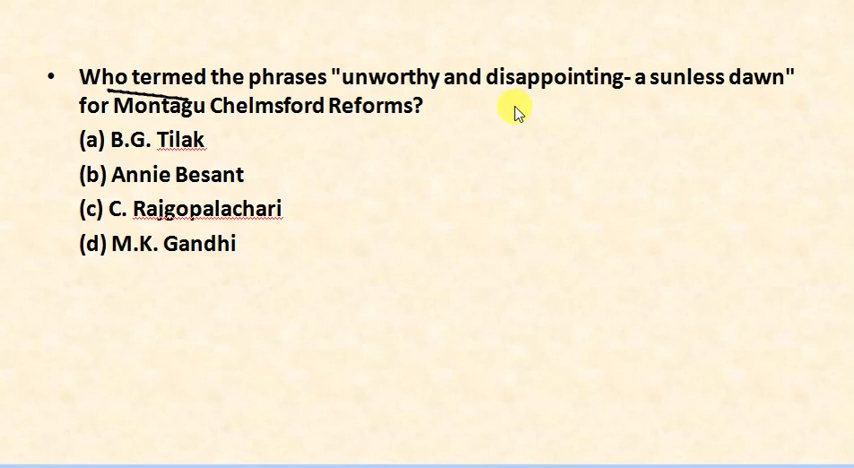 • Who termed the phrases "unworthy and disappointing- a sunless dawn"
for Montagu Chelmsford Reforms?
(a) B.G. Tilak
(b) Annie Besant
(c) C. Rajgopalachari
(d) M.K. Gandhi